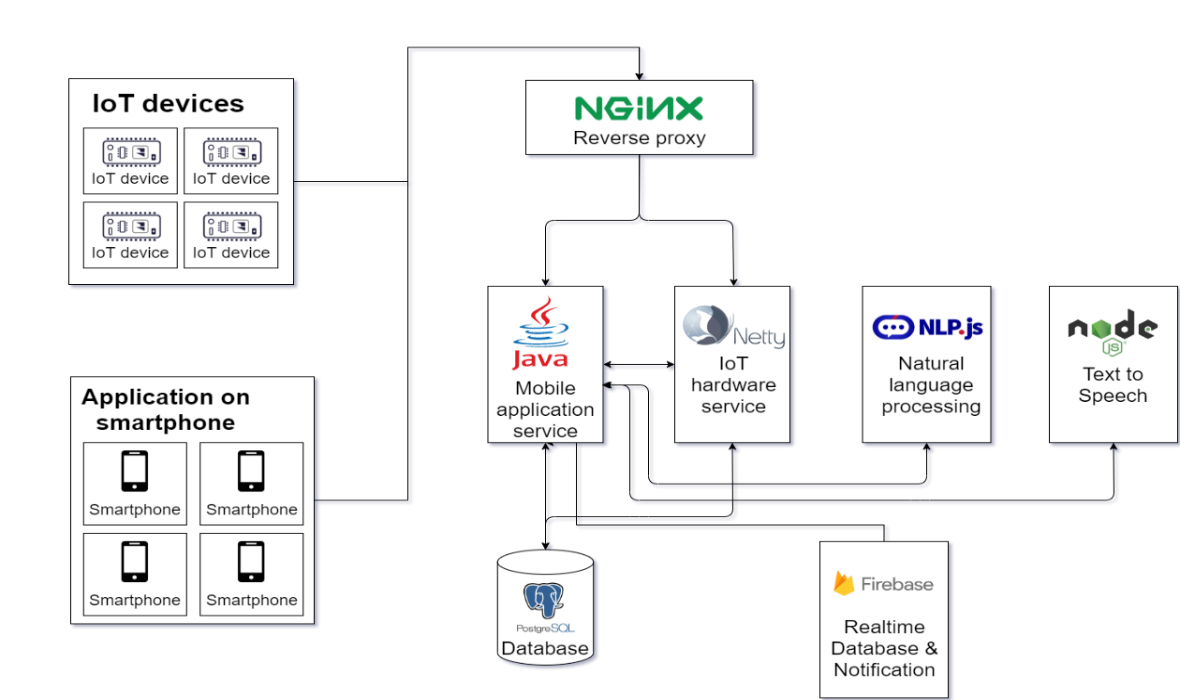 IoT devices
IoT device
IoT device
IoT device
IoT device
Application on
smartphone
Smartphone
Smartphone
Smartphone
Smartphone
NGINX
Reverse proxy
Java
Mobile
application
service
Netty
IoT
hardware
service
NLP.js
Natural
language
processing
node
JS
Text to
Speech
PostgreSQL
Database
Firebase
Realtime
Database &
Notification